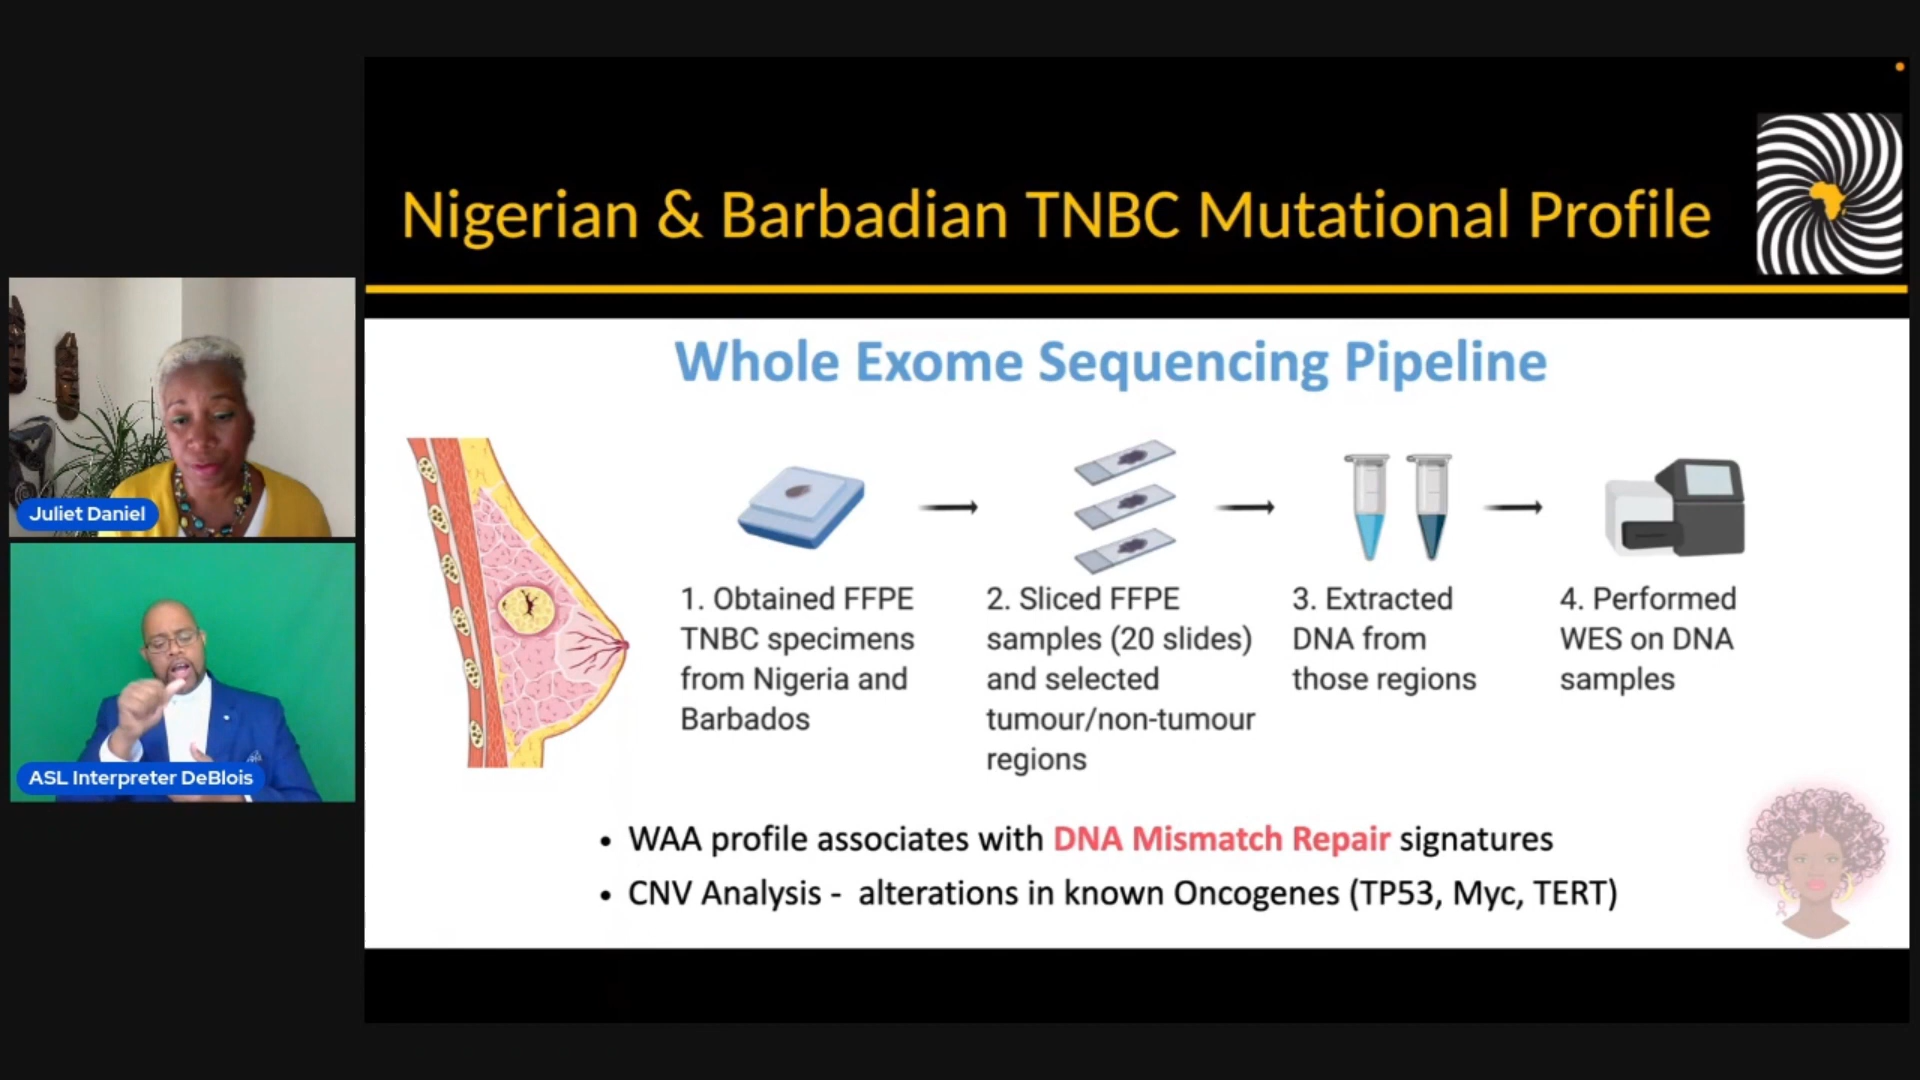 Nigerian & Barbadian TNBC Mutational Profile
Whole Exome Sequencing Pipeline
1. Obtained FFPE
TNBC specimens
from Nigeria and
Barbados
2. Sliced FFPE
samples (20 slides)
and selected
tumour/non-tumour
regions
3. Extracted
DNA from
those regions
4. Performed
WES on DNA
samples
• WAA profile associates with DNA Mismatch Repair signatures
• CNV Analysis - alterations in known Oncogenes (TP53, Myc, TERT)
Juliet Daniel
ASL Interpreter DeBlois